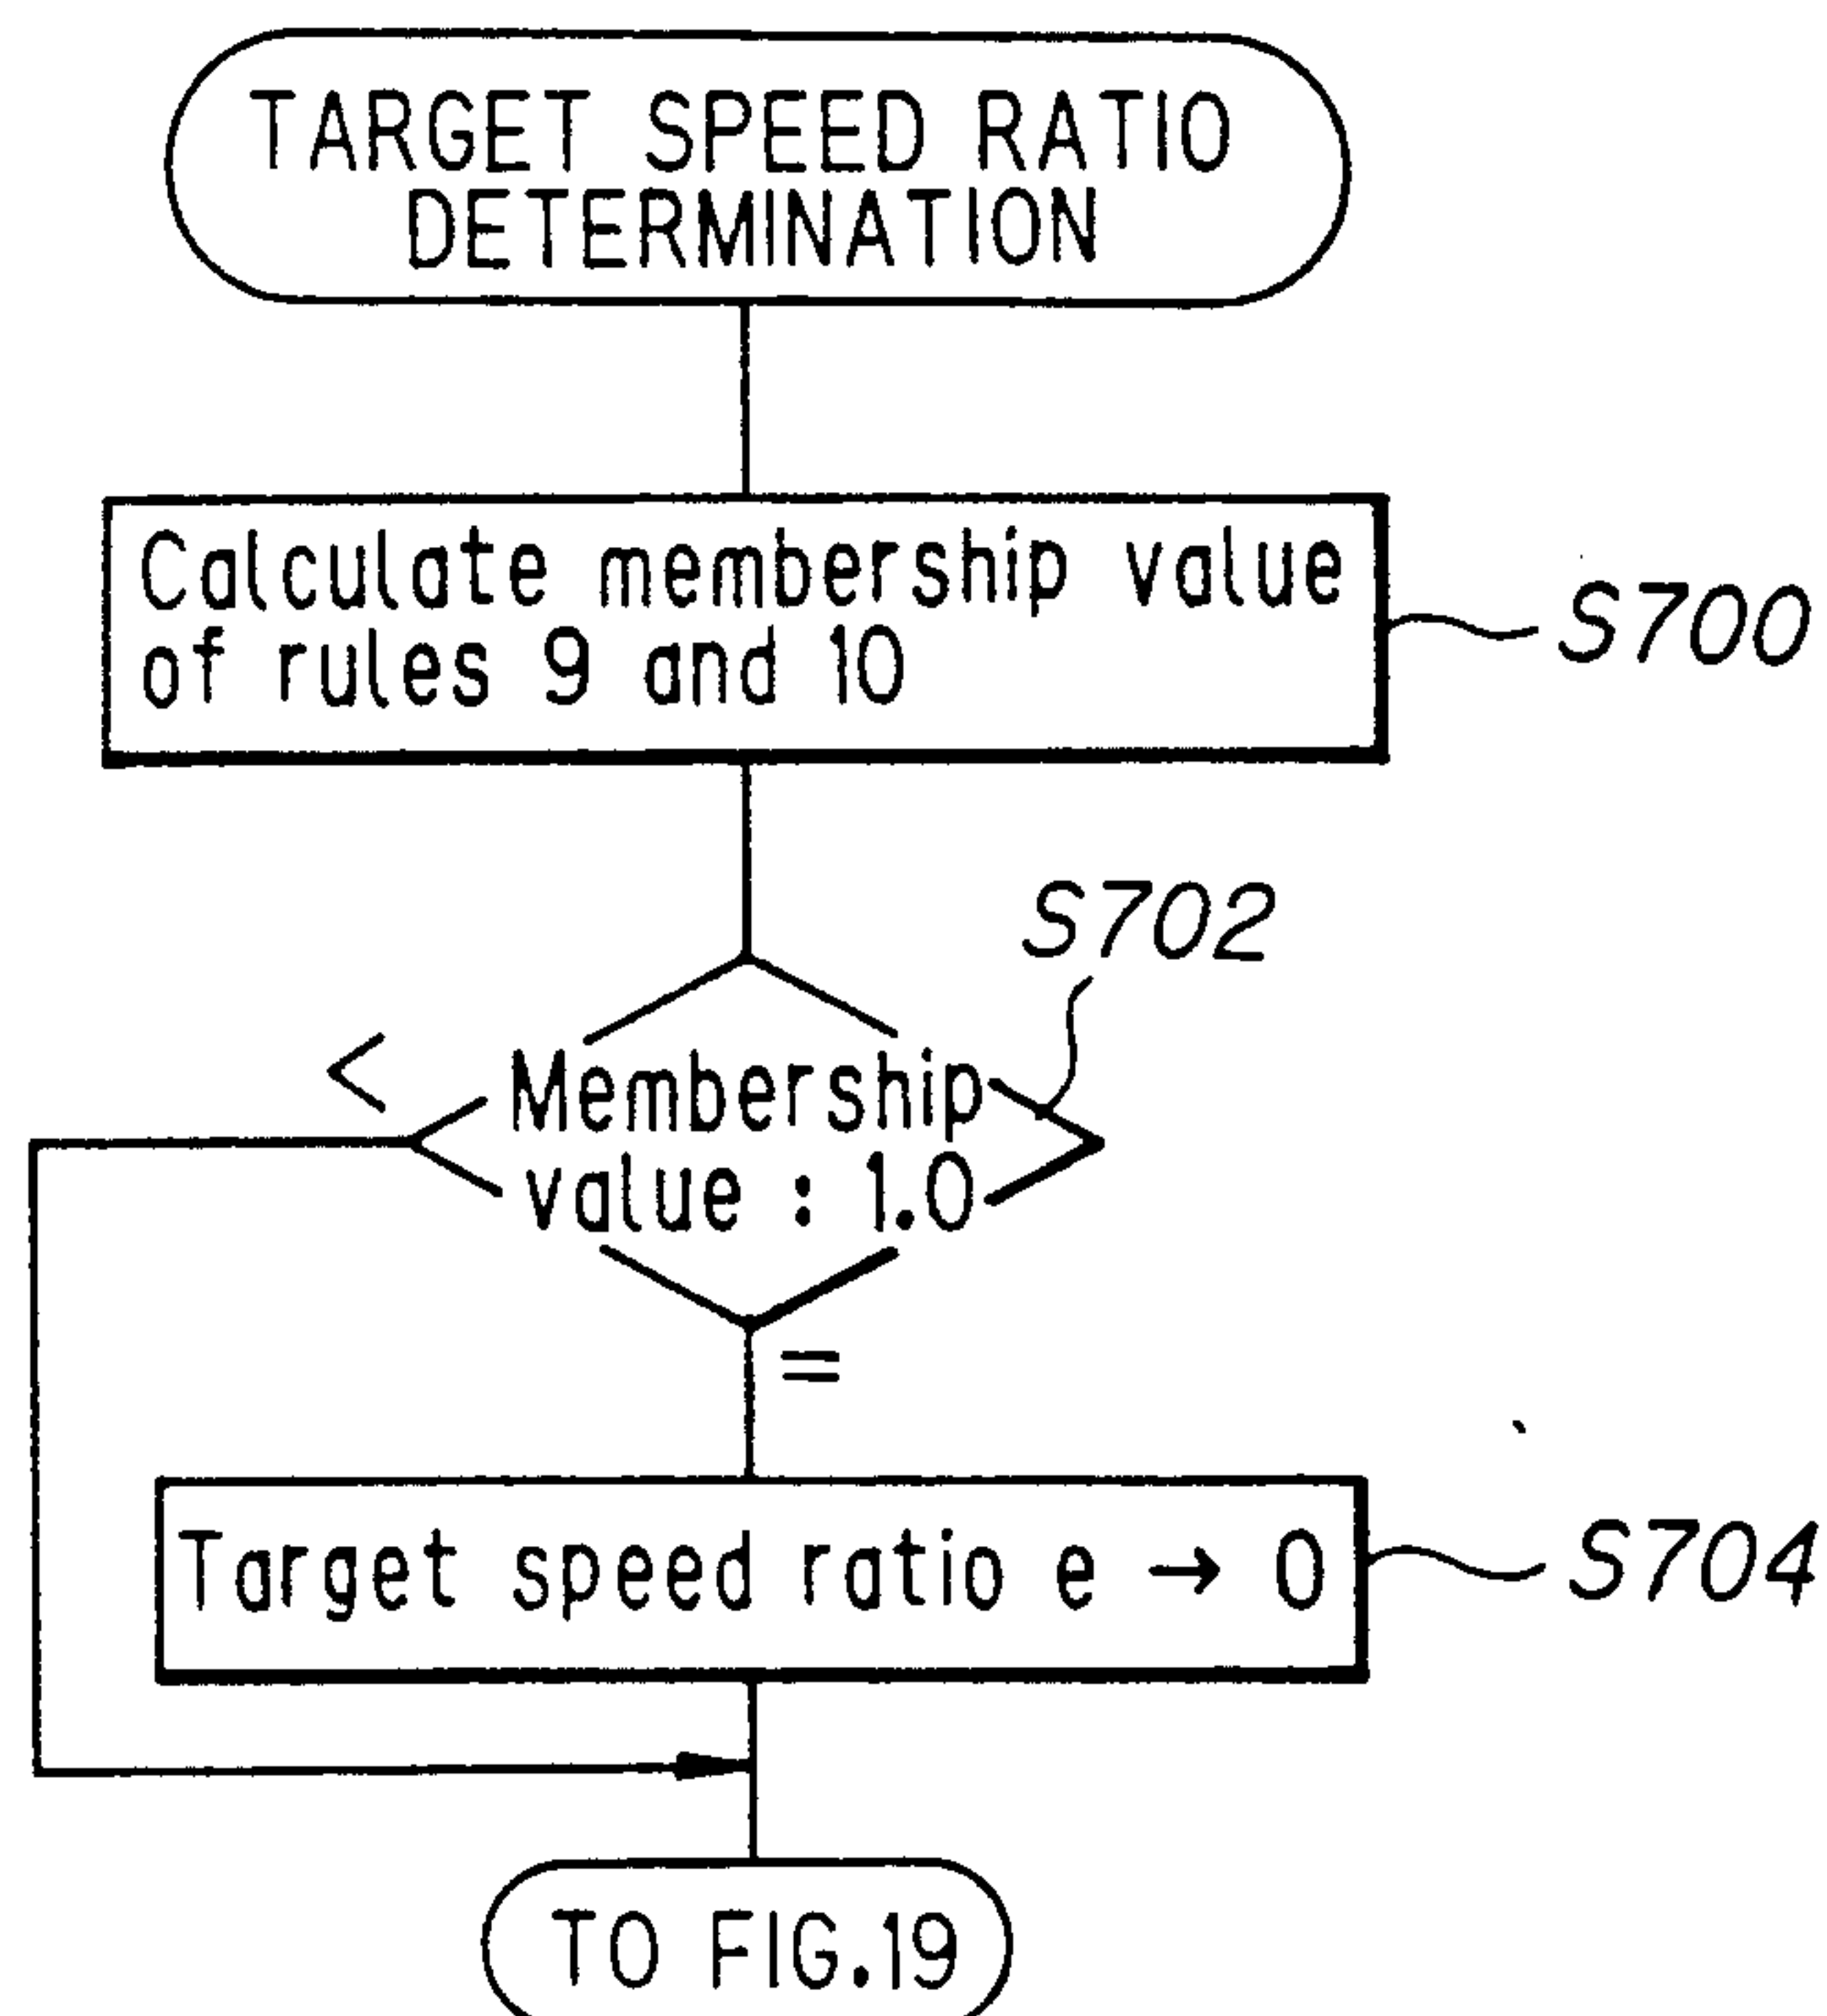 TARGET SPEED RATIO
DETERMINATION
Calculate membership value
of rules 9 and 10
S700
S702
<
Membership
value : 1.0
=
Target speed ratio e → 0
S704
TO FIG.19